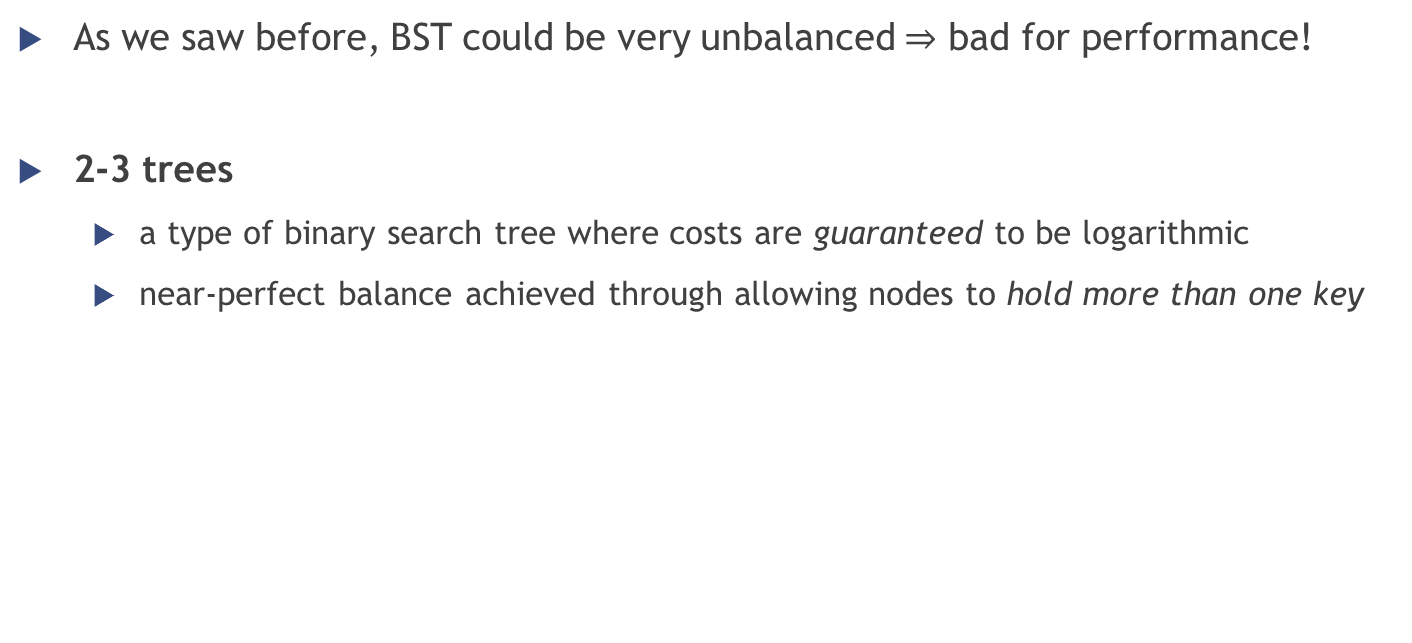 As we saw before, BST could be very unbalanced ⇒ bad for performance!
2-3 trees
a type of binary search tree where costs are guaranteed to be logarithmic
near-perfect balance achieved through allowing nodes to hold more than one key